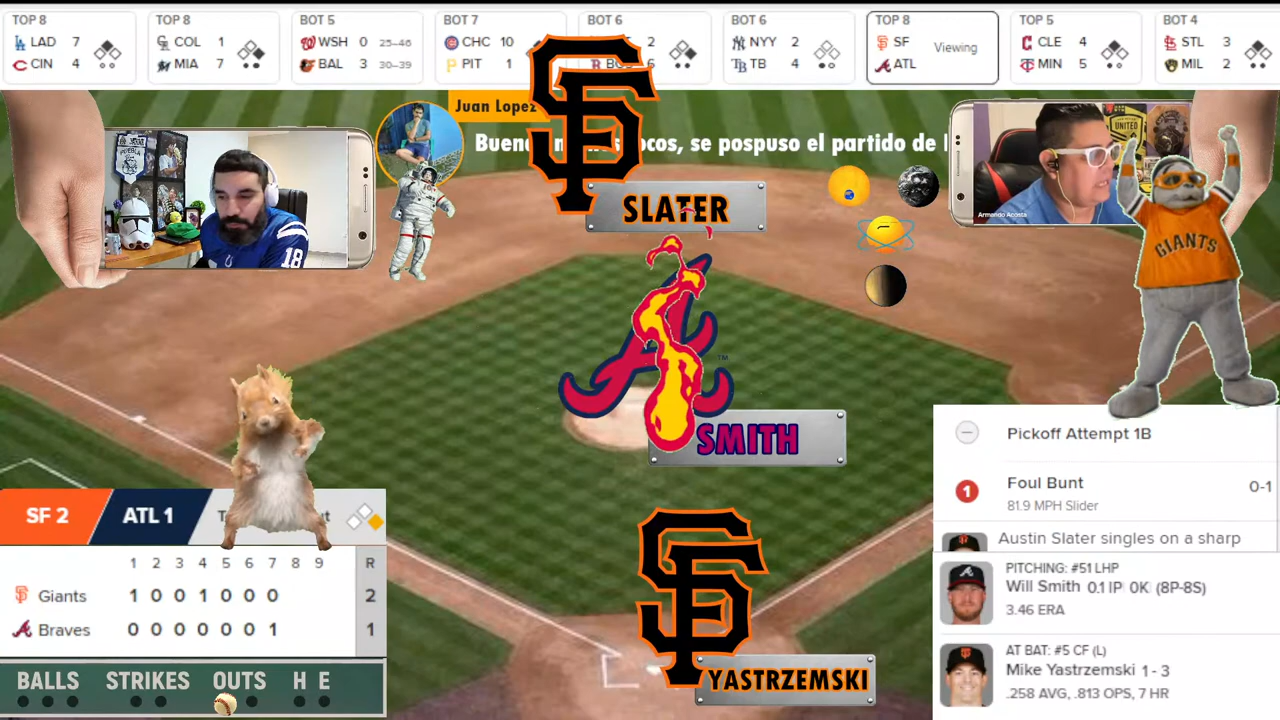 TOP 8
LAD 7
CIN 4
TOP 8
COL 1
MIA 7
BOT 5
WSH 0 25-46
BAL 3 30-39
BOT 7
CHC 10
PIT 1
BOT 6
2
6
BOT 6
NYY 2
TB 4
TOP 8
SF
ATL
Viewing
TOP 5
CLE 4
MIN 5
BOT 4
STL 3
MIL 2
Juan Lopez
ocos, se pospuso el partido de
SLATER
SMITH
YASTRZEMSKI
18
UNITED
Armando Acosta
GIANTS
Pickoff Attempt 1B
1 Foul Bunt 0-1
81.9 MPH Slider
Austin Slater singles on a sharp
PITCHING: #51 LHP
Will Smith 0.1 IP 0K (8P-8S)
3.46 ERA
AT BAT: #5 CF (L)
Mike Yastrzemski 1 - 3
.258 AVG, .813 OPS, 7 HR
SF 2 ATL 1
1 2 3 4 5 6 7 8 9 R
Giants 1 0 0 1 0 0 0 2
Braves 0 0 0 0 0 0 1 1
BALLS STRIKES OUTS H E